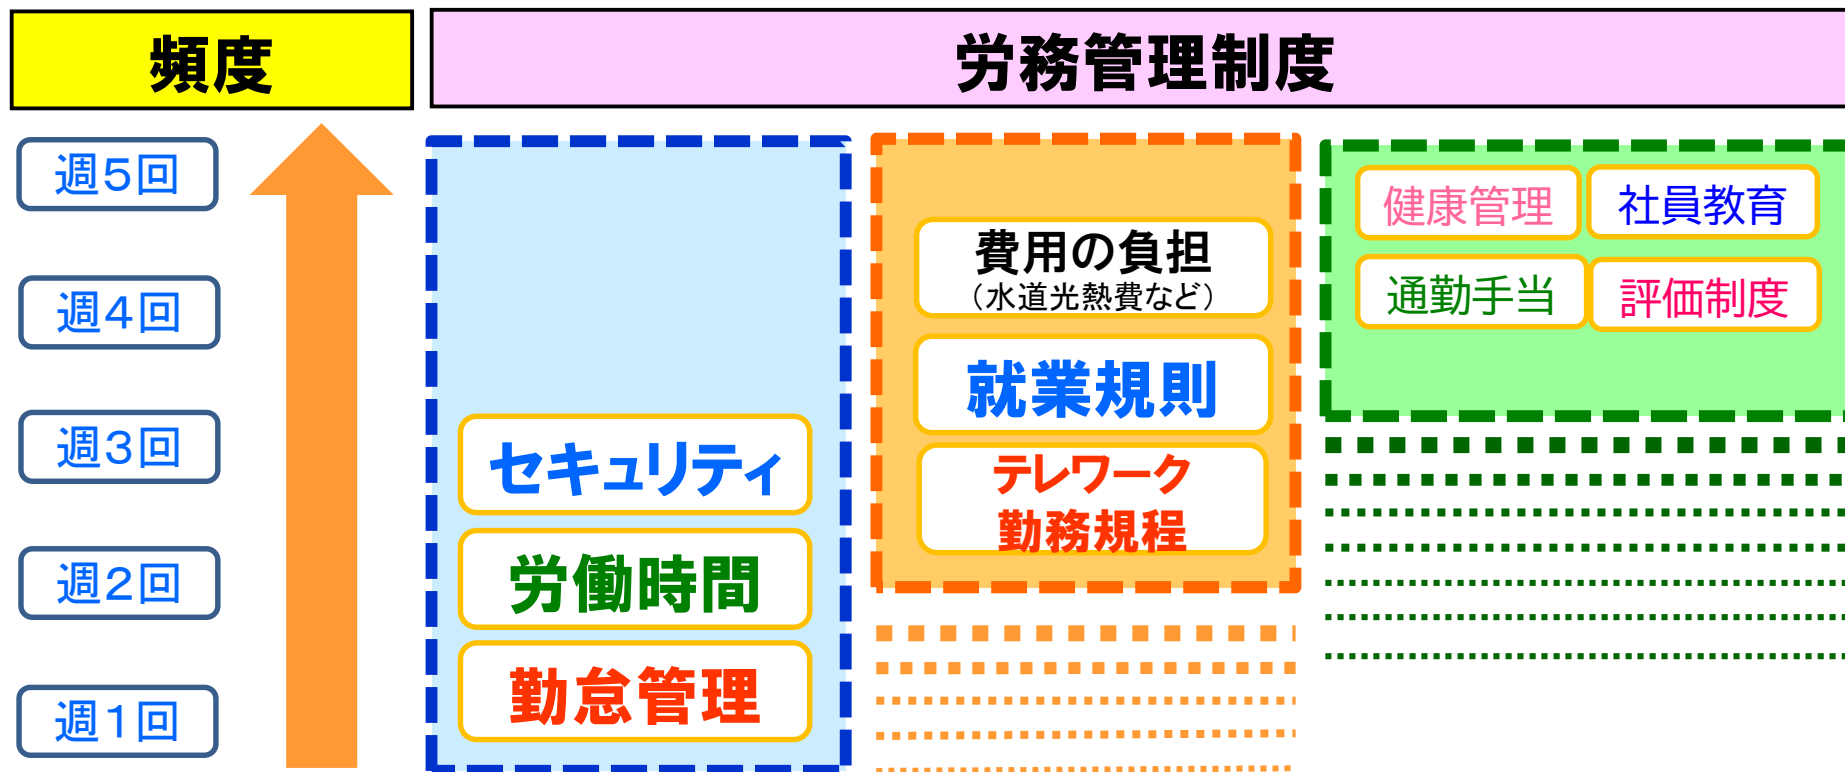 頻度
労務管理制度
週5回
週4回
週3回
週2回
週1回
セキュリティ
労働時間
勤怠管理
費用の負担
（水道光熱費など）
就業規則
テレワーク
勤務規程
健康管理
社員教育
通勤手当
評価制度